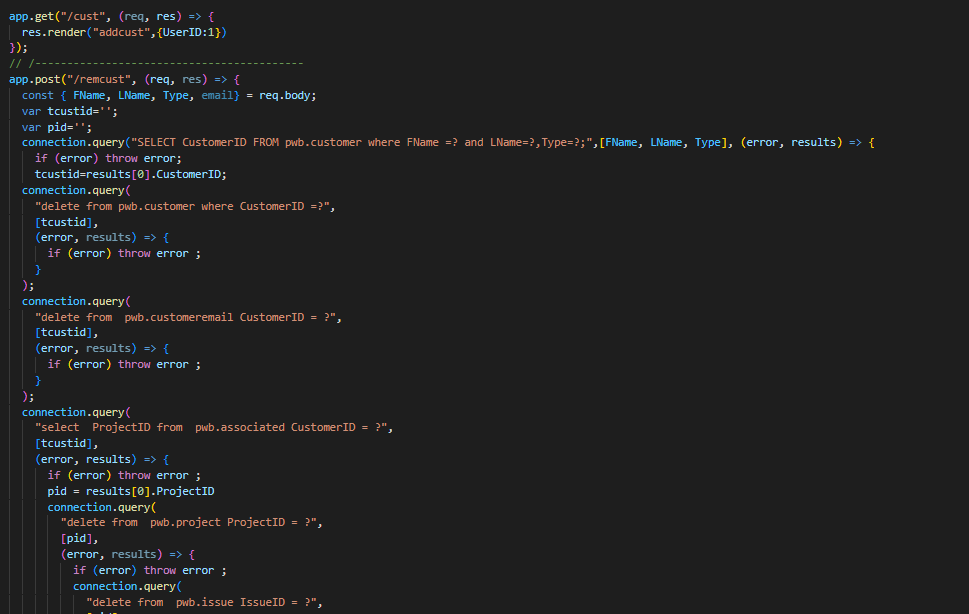 app.get("/cust", (req, res) => {
  res.render("addcust",{UserID:1})
});
// /-----------------------------------------
app.post("/remcust", (req, res) => {
  const { FName, LName, Type, email} = req.body;
  var tcustid='';
  var pid='';
  connection.query("SELECT CustomerID FROM pwb.customer where FName =? and LName=?,Type=?;",[FName, LName, Type], (error, results) => {
    if (error) throw error;
    tcustid=results[0].CustomerID;
  connection.query(
    "delete from pwb.customer where CustomerID =?",
    [tcustid],
    (error, results) => {
      if (error) throw error ;
    }
  );
  connection.query(
    "delete from  pwb.customeremail CustomerID = ?",
    [tcustid],
    (error, results) => {
      if (error) throw error ;
    }
  );
  connection.query(
    "select  ProjectID from  pwb.associated CustomerID = ?",
    [tcustid],
    (error, results) => {
      if (error) throw error ;
      pid = results[0].ProjectID
      connection.query(
        "delete from  pwb.project ProjectID = ?",
        [pid],
        (error, results) => {
          if (error) throw error ;
          connection.query(
            "delete from  pwb.issue IssueID = ?",